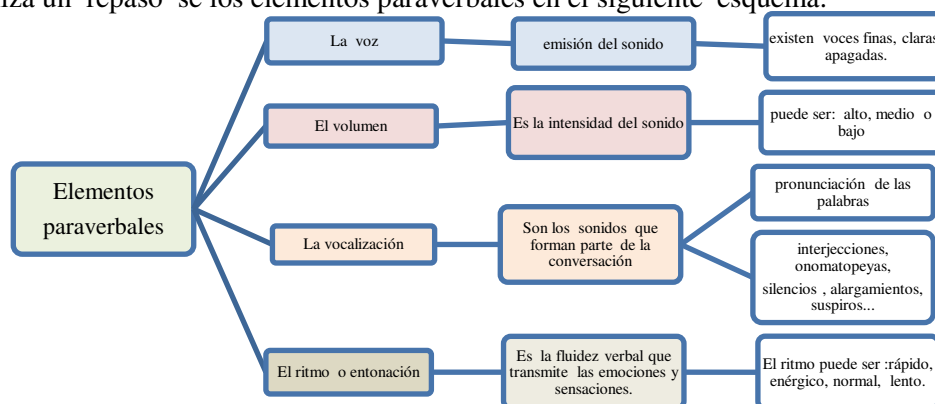 iza un repaso se los elementos paraverbales en el siguiente esquema.
Elementos
paraverbales
La voz
emisión del sonido
existen voces finas, claras
apagadas.
El volumen
Es la intensidad del sonido
puede ser: alto, medio o
bajo
La vocalización
Son los sonidos que
forman parte de la
conversación
pronunciación de las
palabras
interjecciones,
onomatopeyas,
silencios , alargamientos,
suspiros...
El ritmo o entonación
Es la fluidez verbal que
transmite las emociones y
sensaciones.
El ritmo puede ser :rápido,
enérgico, normal, lento.